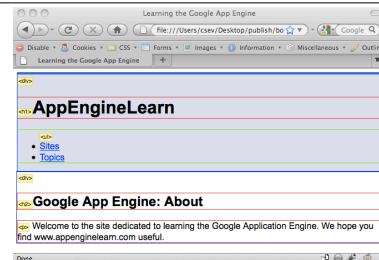 Learning the Google App Engine
file:///Users/csev/Desktop/publish/bo
Google
Disable Cookies CSS Forms Images Information Miscellaneous Outlin
Learning the Google App Engine
<div>
<h1> AppEngineLearn
<ul>
• Sites
• Topics
<div>
<h2> Google App Engine: About
<p> Welcome to the site dedicated to learning the Google Application Engine. We hope you
find www.appenginelearn.com useful.
Done